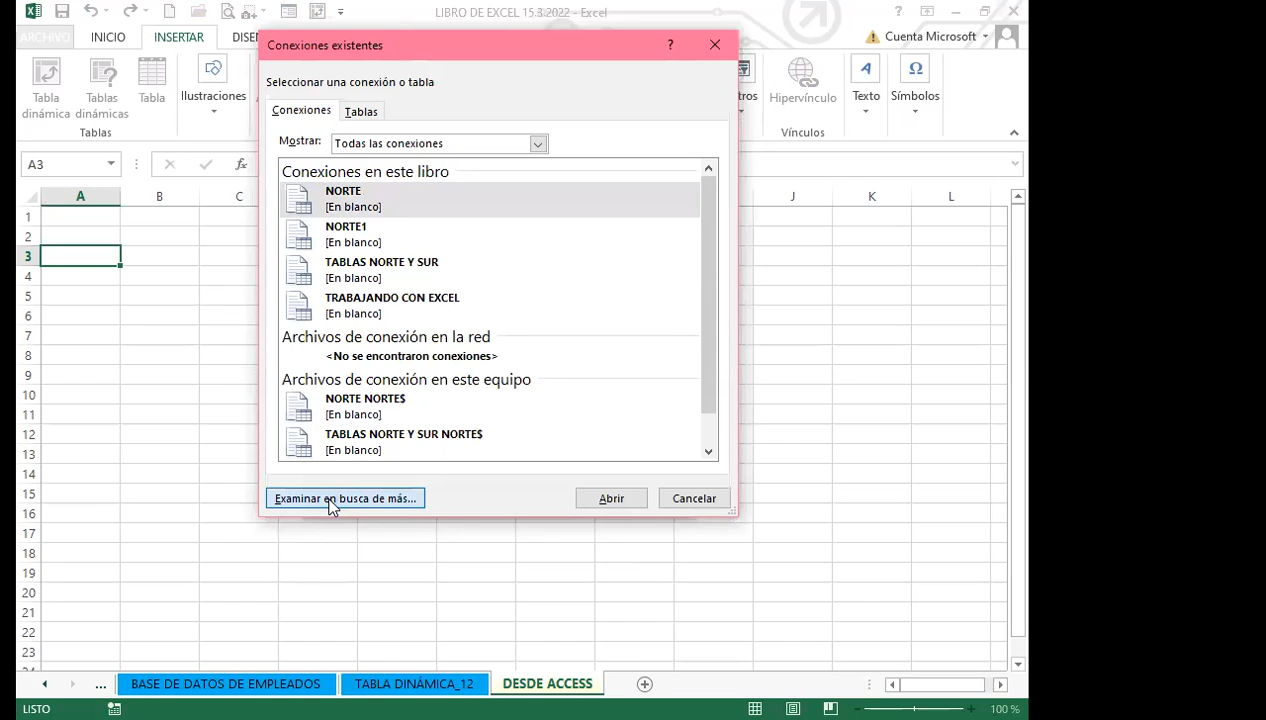 LIBRO DE EXCEL 15.3.2022 - Excel
ARCHIVO INICIO INSERTAR Cuenta Microsoft
Conexiones existentes
Seleccionar una conexión o tabla
Tabla dinámica
Tablas dinámicas
Tabla
Ilustraciones
Hipervínculo
Texto
Símbolos
Tablas
Vínculos
Conexiones Tablas
Mostrar: Todas las conexiones
A3
fx
A B C J K L
Conexiones en este libro
NORTE
[En blanco]
NORTE1
[En blanco]
TABLAS NORTE Y SUR
[En blanco]
TRABAJANDO CON EXCEL
[En blanco]
Archivos de conexión en la red
<No se encontraron conexiones>
Archivos de conexión en este equipo
NORTE NORTE$
[En blanco]
TABLAS NORTE Y SUR NORTE$
[En blanco]
Examinar en busca de más... Abrir Cancelar
1
2
3
4
5
6
7
8
9
10
11
12
13
14
15
16
17
18
19
20
21
22
23
... BASE DE DATOS DE EMPLEADOS TABLA DINÁMICA_12 DESDE ACCESS
LISTO 100 %